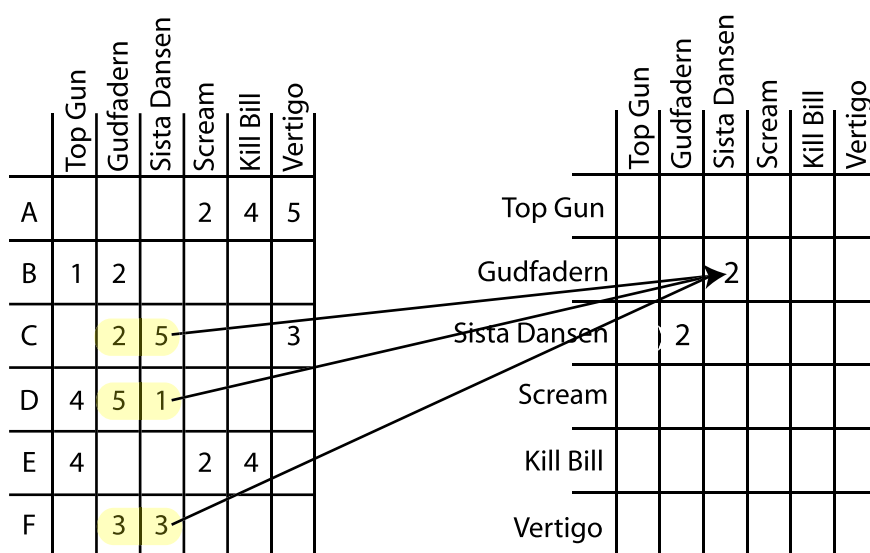 Top Gun Gudfadern Sista Dansen Scream Kill Bill Vertigo
A 2 4 5
B 1 2
C 2 5 3
D 4 5 1
E 4 2 4
F 3 3
Top Gun Gudfadern Sista Dansen Scream Kill Bill Vertigo
Top Gun
Gudfadern 2
Sista Dansen 2
Scream
Kill Bill
Vertigo